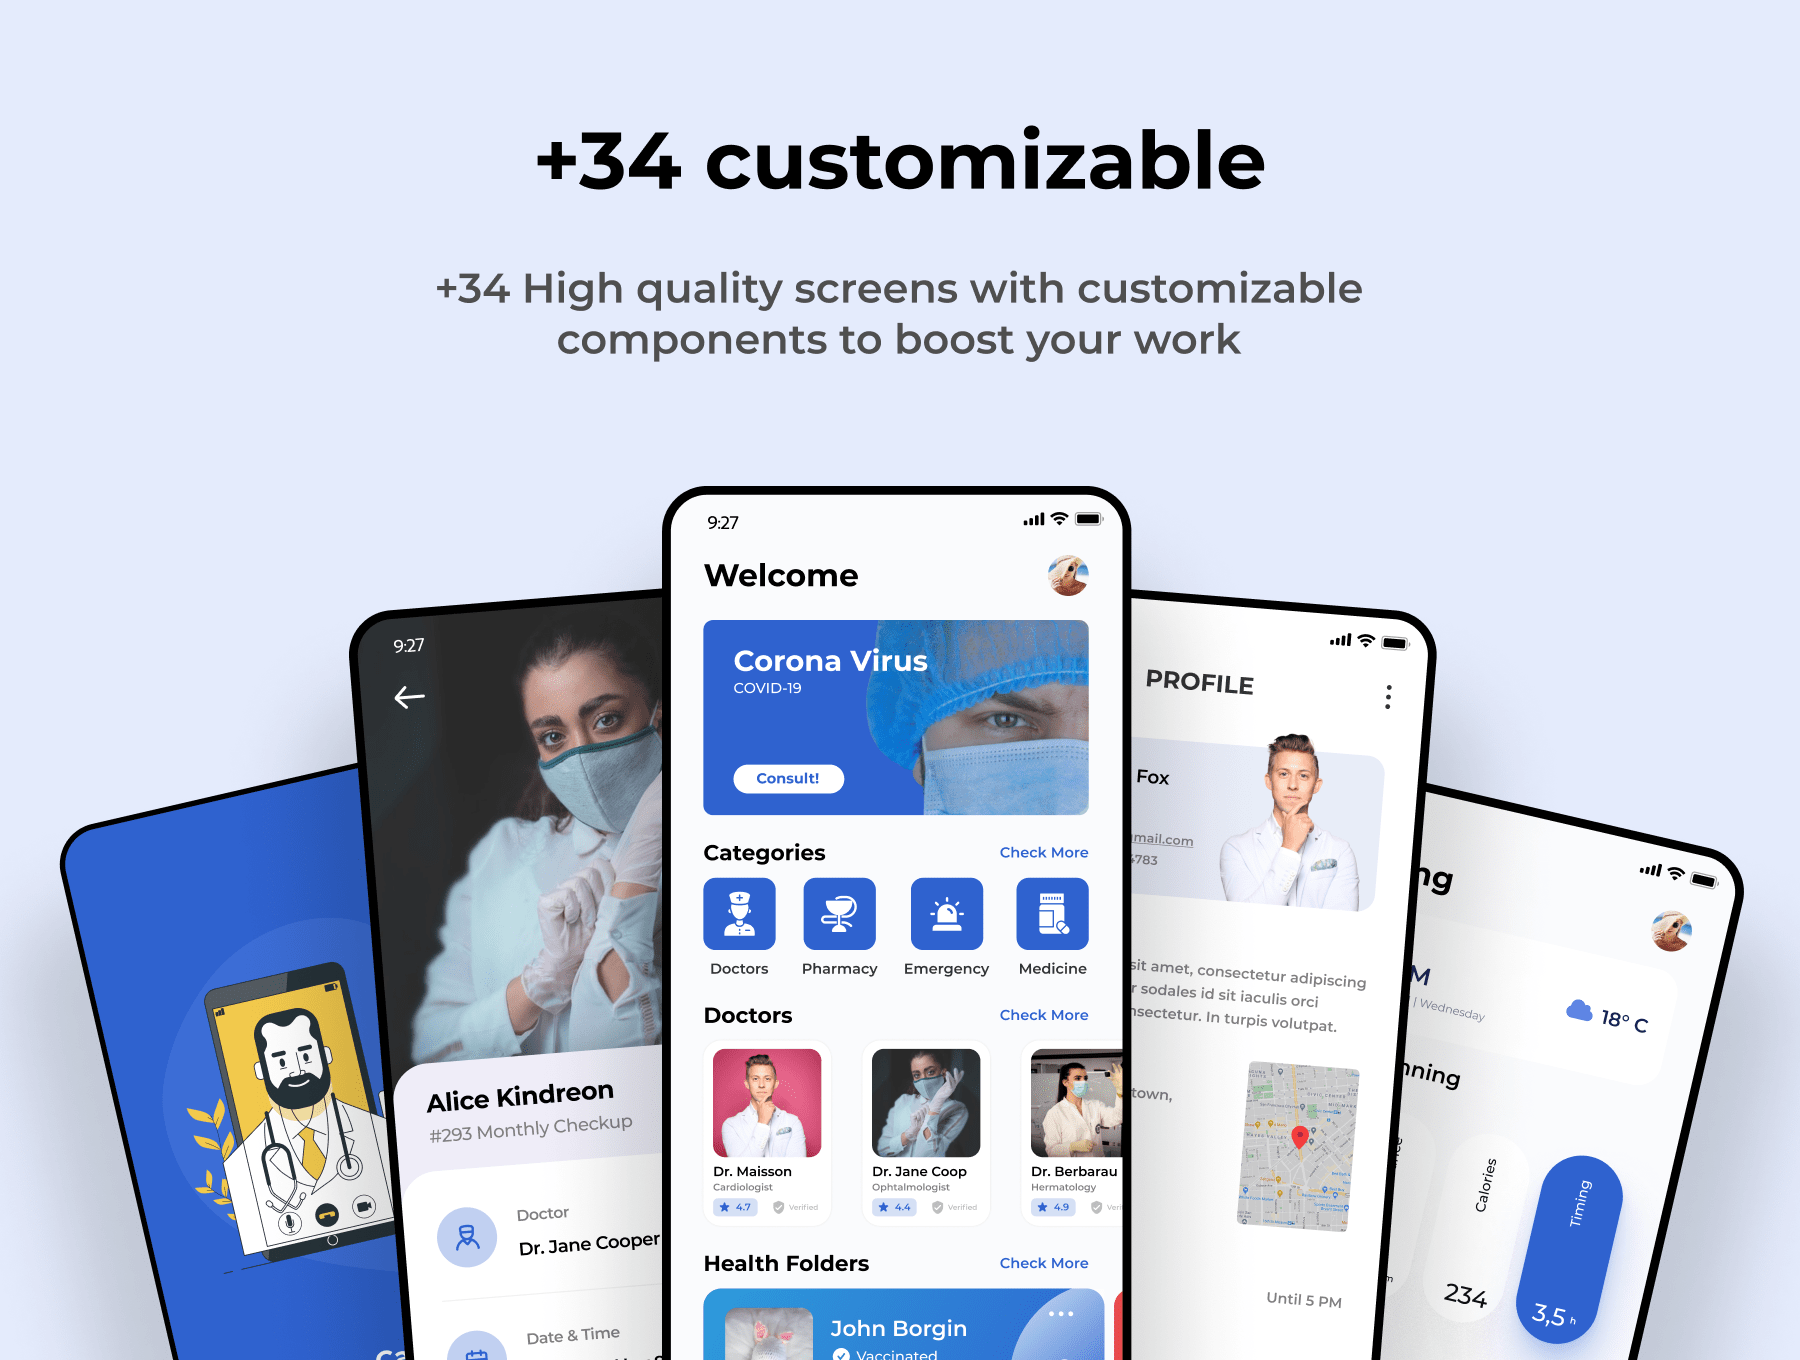 +34 customizable
+34 High quality screens with customizable
components to boost your work
9:27
Alice Kindreon
#293 Monthly Checkup
Doctor
Dr. Jane Cooper
Date & Time
9:27
Welcome
Corona Virus
COVID-19
Consult!
Categories
Check More
Doctors
Pharmacy
Emergency
Medicine
Doctors
Check More
Dr. Maisson
Cardiologist
4.7
Verified
Dr. Jane Coop
Ophtalmologist
4.4
Verified
Dr. Berbarau
Hermatology
4.9
Veri
Health Folders
Check More
John Borgin
Vaccinated
PROFILE
Fox
gmail.com
4783
sit amet, consectetur adipiscing
r sodales id sit iaculis orci
nsectetur. In turpis volutpat.
town,
Until 5 PM
ng
M
| Wednesday
18° C
nning
Calories
234
Timing
3,5 h